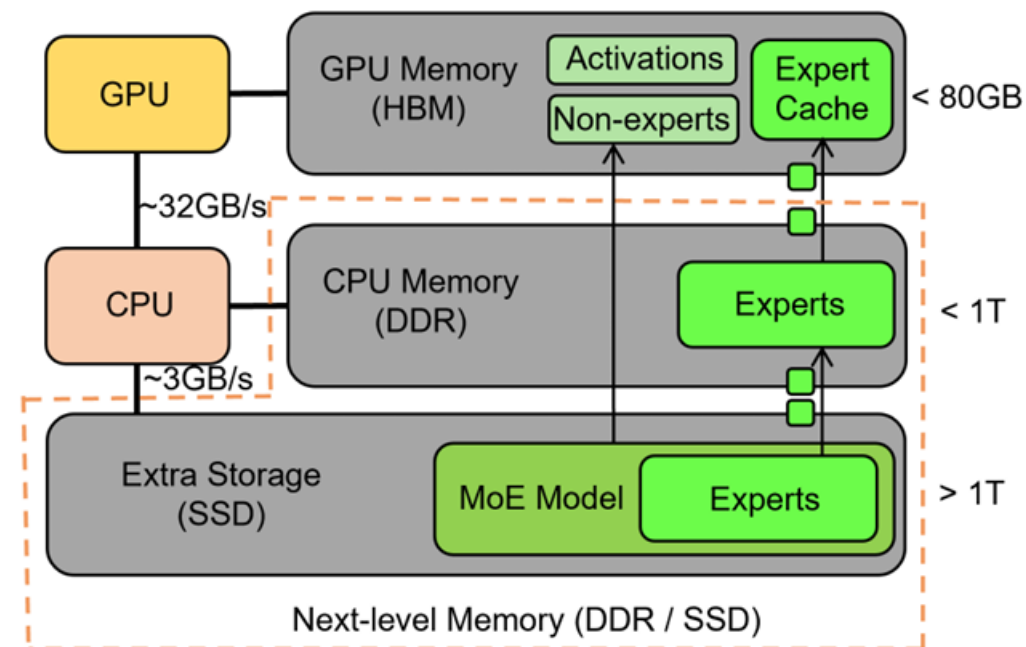 GPU
GPU Memory
(HBM)
Activations
Non-experts
Expert
Cache
< 80GB
~32GB/s
CPU
CPU Memory
(DDR)
Experts
< 1T
~3GB/s
Extra Storage
(SSD)
MoE Model
Experts
> 1T
Next-level Memory (DDR / SSD)